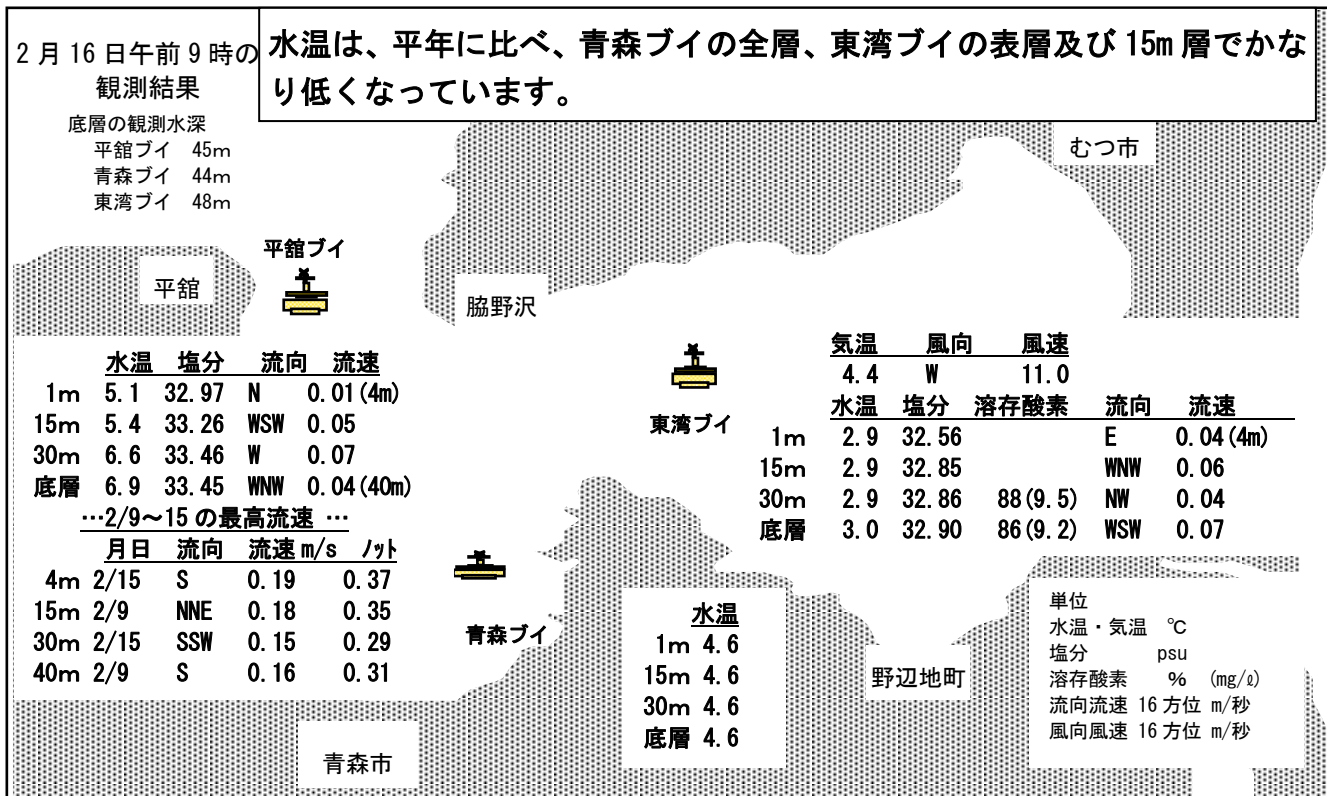 2月16日午前9時の
観測結果
水温は、平年に比べ、青森ブイの全層、東湾ブイの表層及び15m層でかな
り低くなっています。
底層の観測水深
平舘ブイ 45m
青森ブイ 44m
東湾ブイ 48m
むつ市
平舘ブイ
平舘
脇野沢
水温 塩分 流向 流速
1m 5.1 32.97 N 0.01(4m)
15m 5.4 33.26 WSW 0.05
30m 6.6 33.46 W 0.07
底層 6.9 33.45 WNW 0.04(40m)
…2/9～15の最高流速 …
月日 流向 流速m/s ノット
4m 2/15 S 0.19 0.37
15m 2/9 NNE 0.18 0.35
30m 2/15 SSW 0.15 0.29
40m 2/9 S 0.16 0.31
東湾ブイ
気温 風向 風速
4.4 W 11.0
水温 塩分 溶存酸素 流向 流速
1m 2.9 32.56 E 0.04(4m)
15m 2.9 32.85 WNW 0.06
30m 2.9 32.86 88(9.5) NW 0.04
底層 3.0 32.90 86(9.2) WSW 0.07
青森ブイ
水温
1m 4.6
15m 4.6
30m 4.6
底層 4.6
野辺地町
青森市
単位
水温・気温 ℃
塩分 psu
溶存酸素 % (mg/ℓ)
流向流速 16方位 m/秒
風向風速 16方位 m/秒